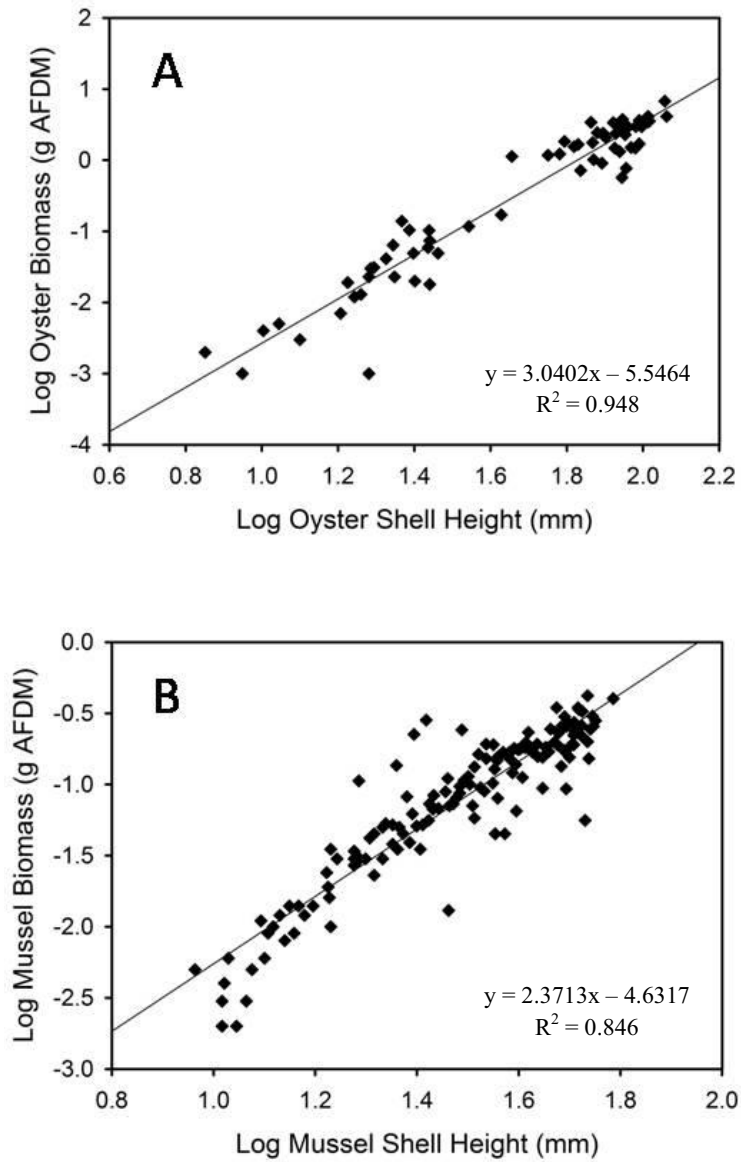 A
Log Oyster Biomass (g AFDM)
2
1
0
-1
-2
-3
-4
y = 3.0402x – 5.5464
R² = 0.948
0.6 0.8 1.0 1.2 1.4 1.6 1.8 2.0 2.2
Log Oyster Shell Height (mm)
B
Log Mussel Biomass (g AFDM)
0.0
-0.5
-1.0
-1.5
-2.0
-2.5
-3.0
y = 2.3713x – 4.6317
R² = 0.846
0.8 1.0 1.2 1.4 1.6 1.8 2.0
Log Mussel Shell Height (mm)